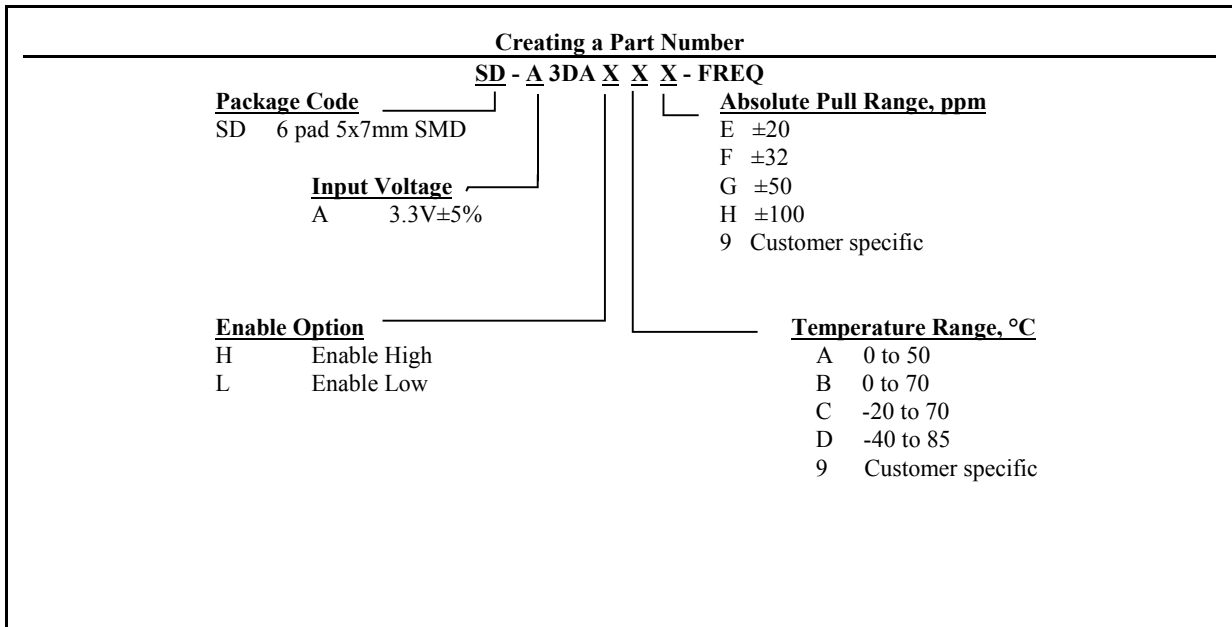 Creating a Part Number
SD - A 3DA X X X - FREQ
Package Code
SD 6 pad 5x7mm SMD
Input Voltage
A 3.3V±5%
Enable Option
H Enable High
L Enable Low
Absolute Pull Range, ppm
E ±20
F ±32
G ±50
H ±100
9 Customer specific
Temperature Range, °C
A 0 to 50
B 0 to 70
C -20 to 70
D -40 to 85
9 Customer specific